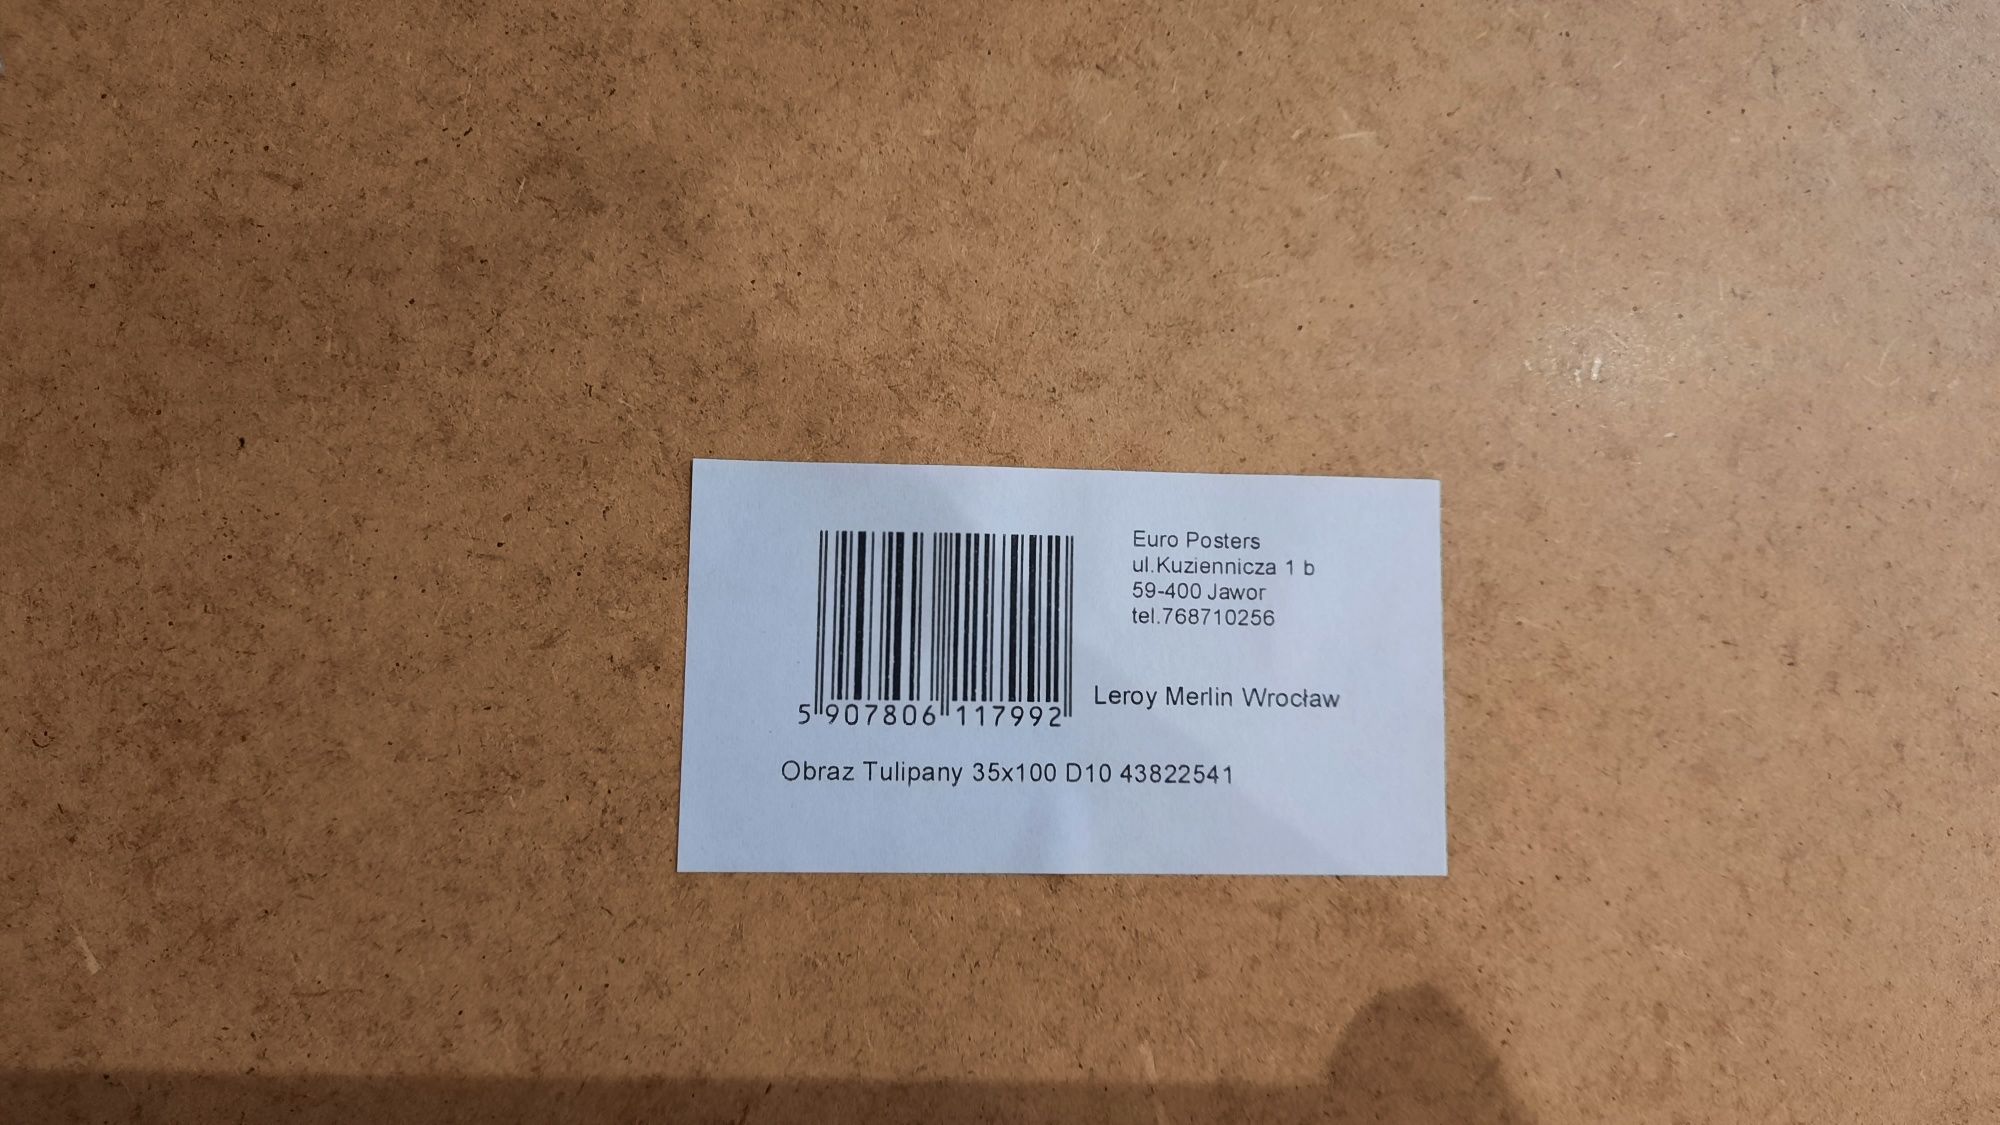 Euro Posters
ul.Kuziennicza 1 b
59-400 Jawor
tel.768710256
Leroy Merlin Wrocław
5 907806 117992
Obraz Tulipany 35x100 D10 43822541